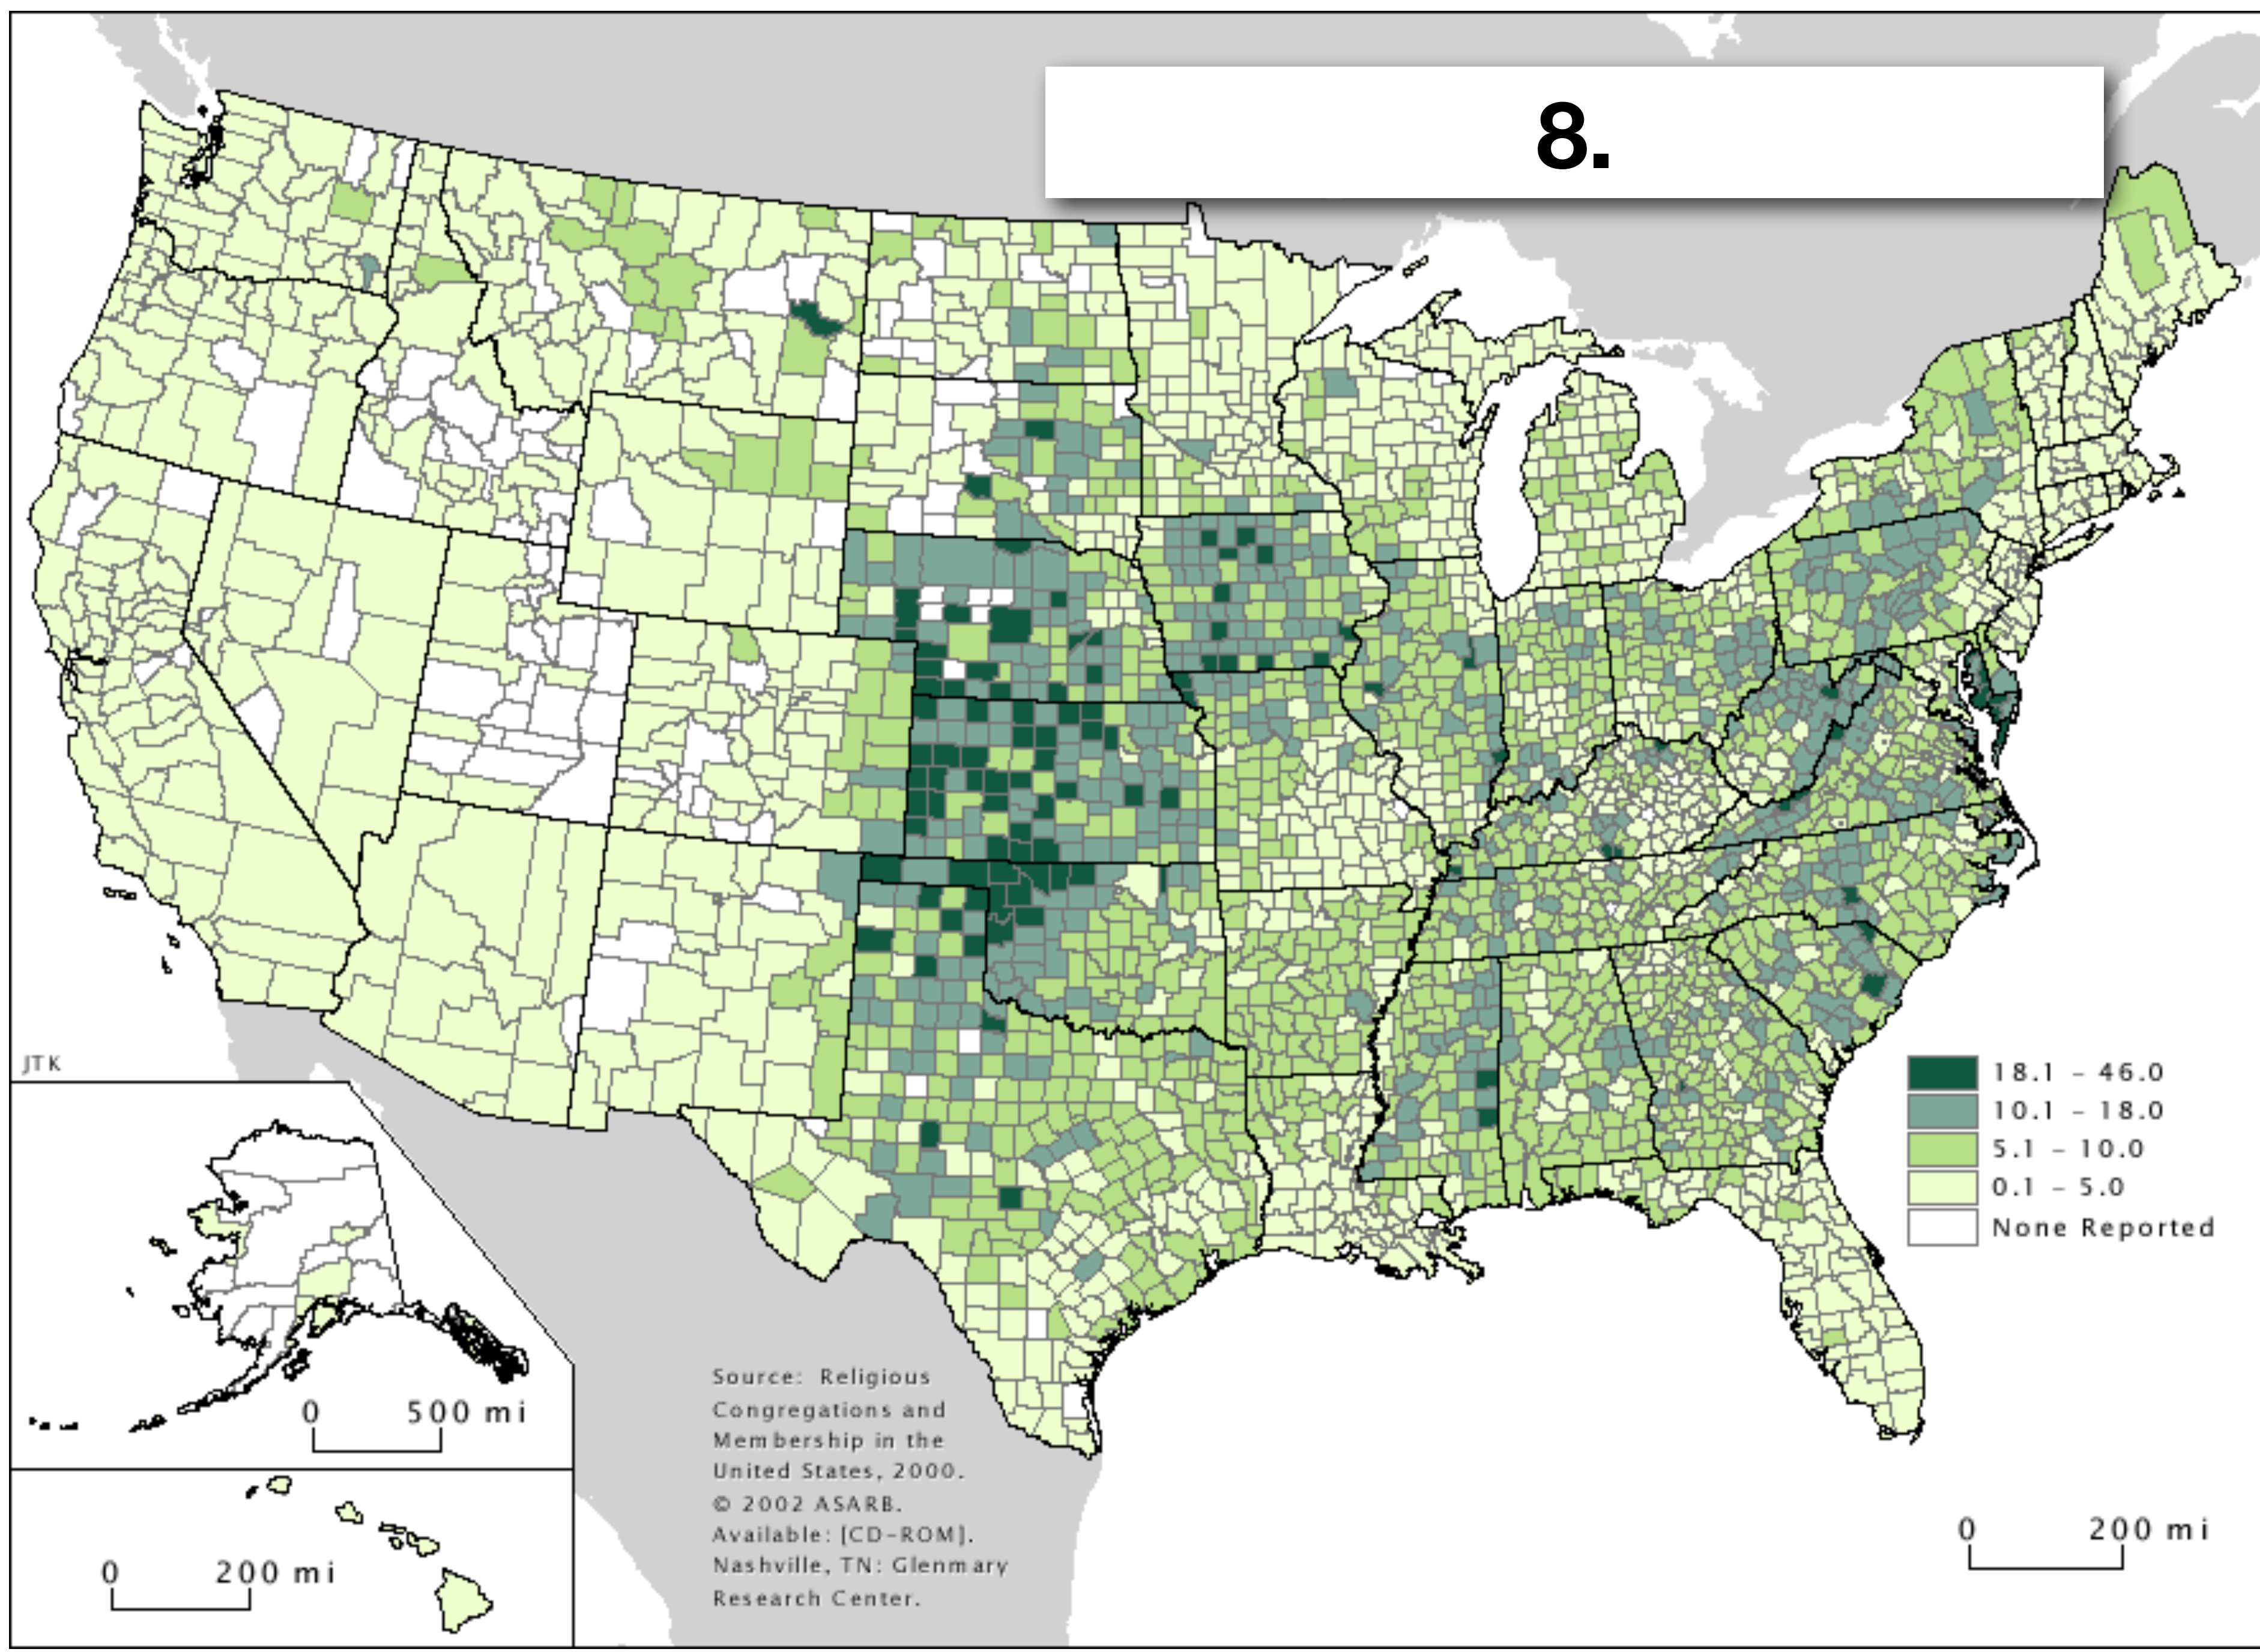 8.
JTK
18.1 – 46.0
10.1 – 18.0
5.1 – 10.0
0.1 – 5.0
None Reported
Source: Religious
Congregations and
Membership in the
United States, 2000.
© 2002 ASARB.
Available: [CD-ROM].
Nashville, TN: Glenmary
Research Center.
0 500 mi
0 200 mi
0 200 mi